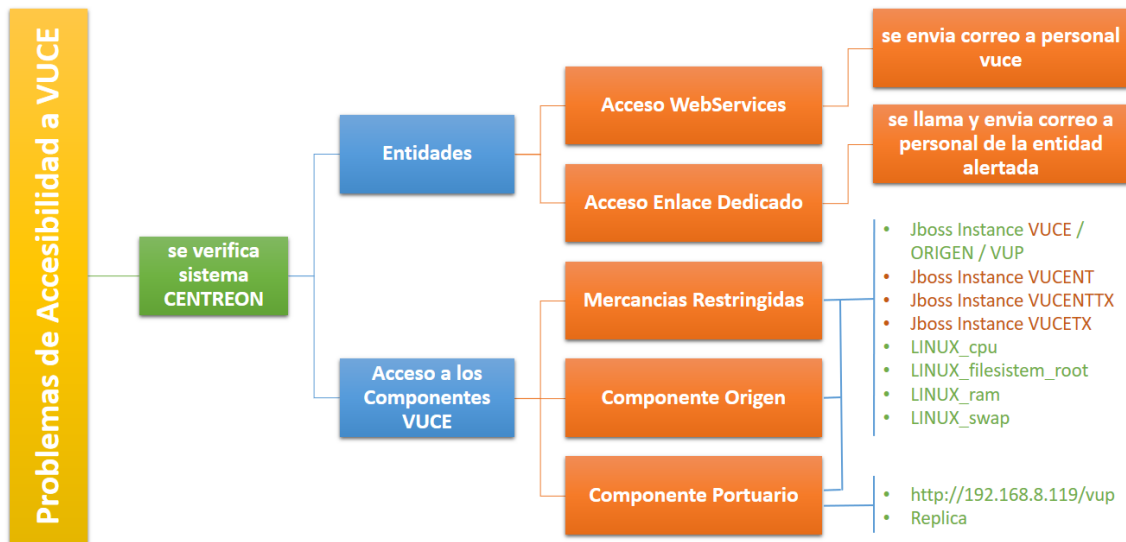 Problemas de Accesibilidad a VUCE
se verifica
sistema
CENTREON
Entidades
Acceso a los
Componentes
VUCE
Acceso WebServices
Acceso Enlace Dedicado
Mercancias Restringidas
Componente Origen
Componente Portuario
se envia correo a personal
vuce
se llama y envia correo a
personal de la entidad
alertada
• Jboss Instance VUCE /
ORIGEN / VUP
• Jboss Instance VUCENT
• Jboss Instance VUCENTTX
• Jboss Instance VUCETX
• LINUX_cpu
• LINUX_filesistem_root
• LINUX_ram
• LINUX_swap
• http://192.168.8.119/vup
• Replica